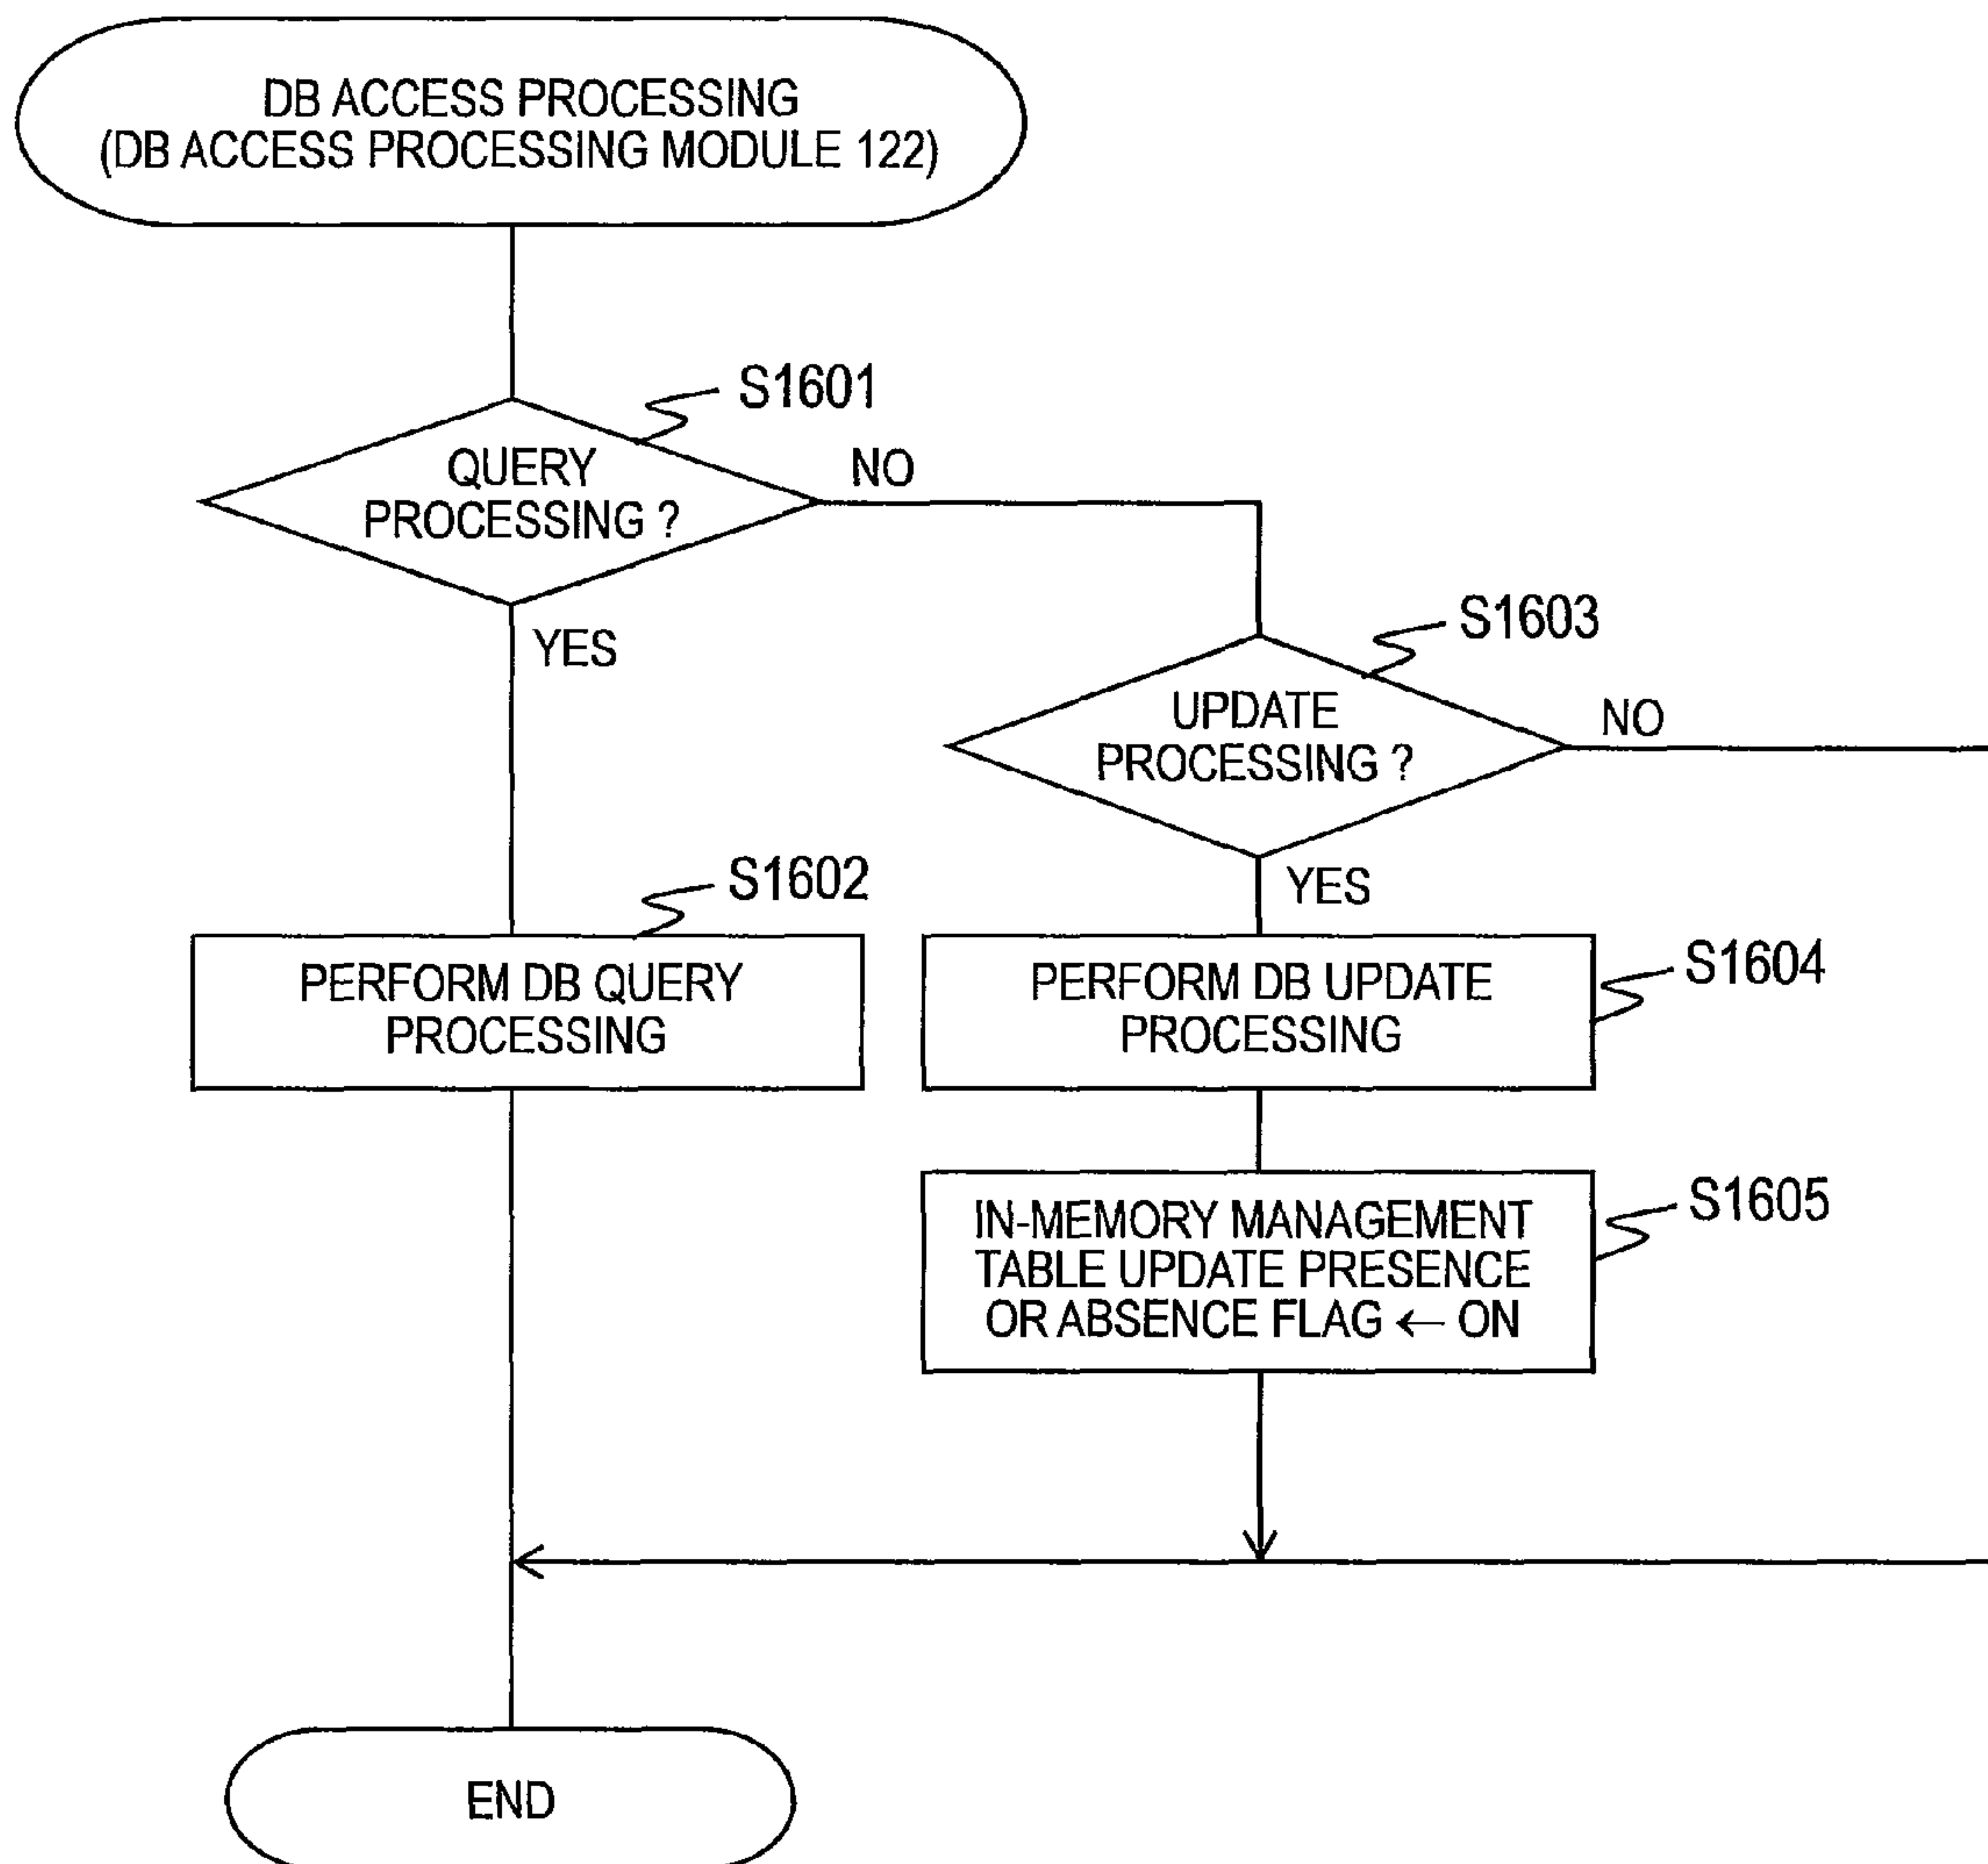 DB ACCESS PROCESSING
(DB ACCESS PROCESSING MODULE 122)
S1601
QUERY
PROCESSING ?
NO
YES
S1603
UPDATE
PROCESSING ?
NO
YES
S1602
PERFORM DB QUERY
PROCESSING
S1604
PERFORM DB UPDATE
PROCESSING
S1605
IN-MEMORY MANAGEMENT
TABLE UPDATE PRESENCE
OR ABSENCE FLAG ← ON
END